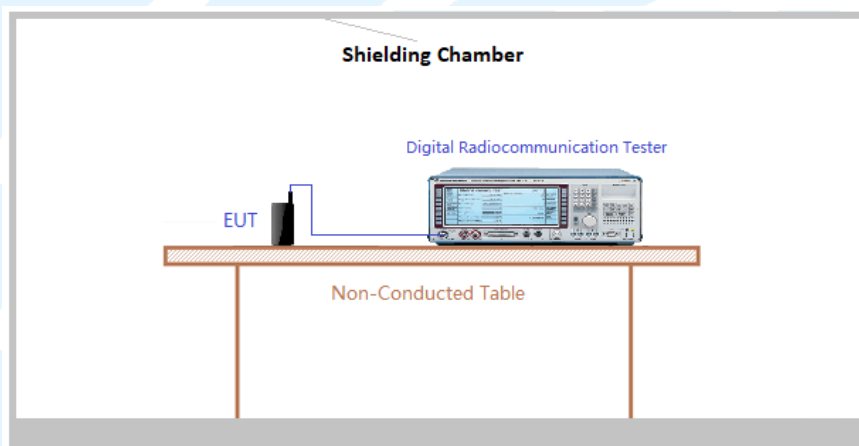 Shielding Chamber
Digital Radiocommunication Tester
EUT
Non-Conducted Table